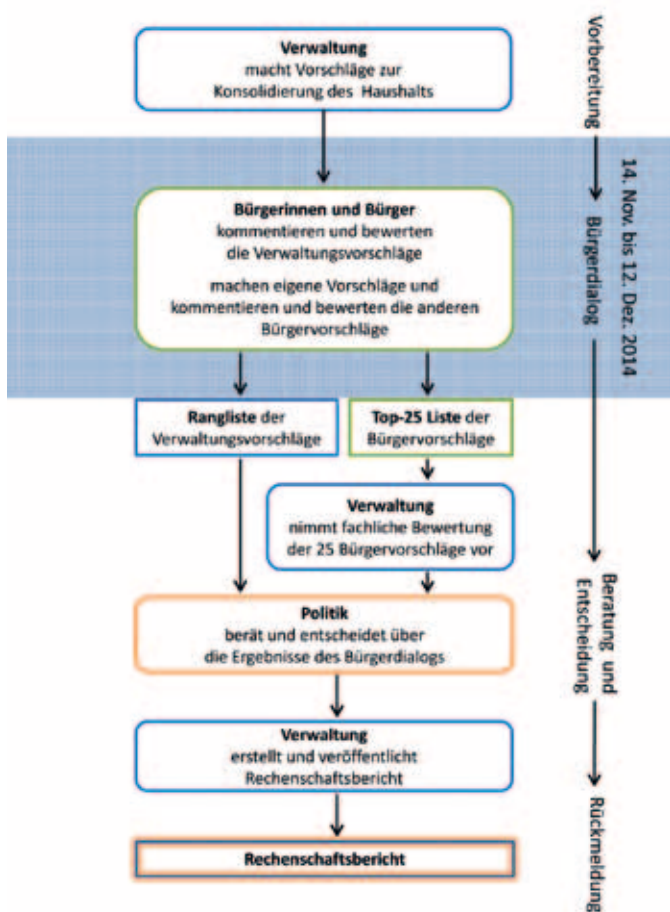 Verwaltung
macht Vorschläge zur
Konsolidierung des Haushalts
Vorbereitung
Bürgerinnen und Bürger
kommentieren und bewerten
die Verwaltungsvorschläge
machen eigene Vorschläge und
kommentieren und bewerten die anderen
Bürgervorschläge
Bürgerdialog
14. Nov. bis 12. Dez. 2014
Rangliste der
Verwaltungsvorschläge
Top-25 Liste der
Bürgervorschläge
Verwaltung
nimmt fachliche Bewertung
der 25 Bürgervorschläge vor
Politik
berät und entscheidet über
die Ergebnisse des Bürgerdialogs
Beratung und
Entscheidung
Verwaltung
erstellt und veröffentlicht
Rechenschaftsbericht
Rechenschaftsbericht
Rückmeldung